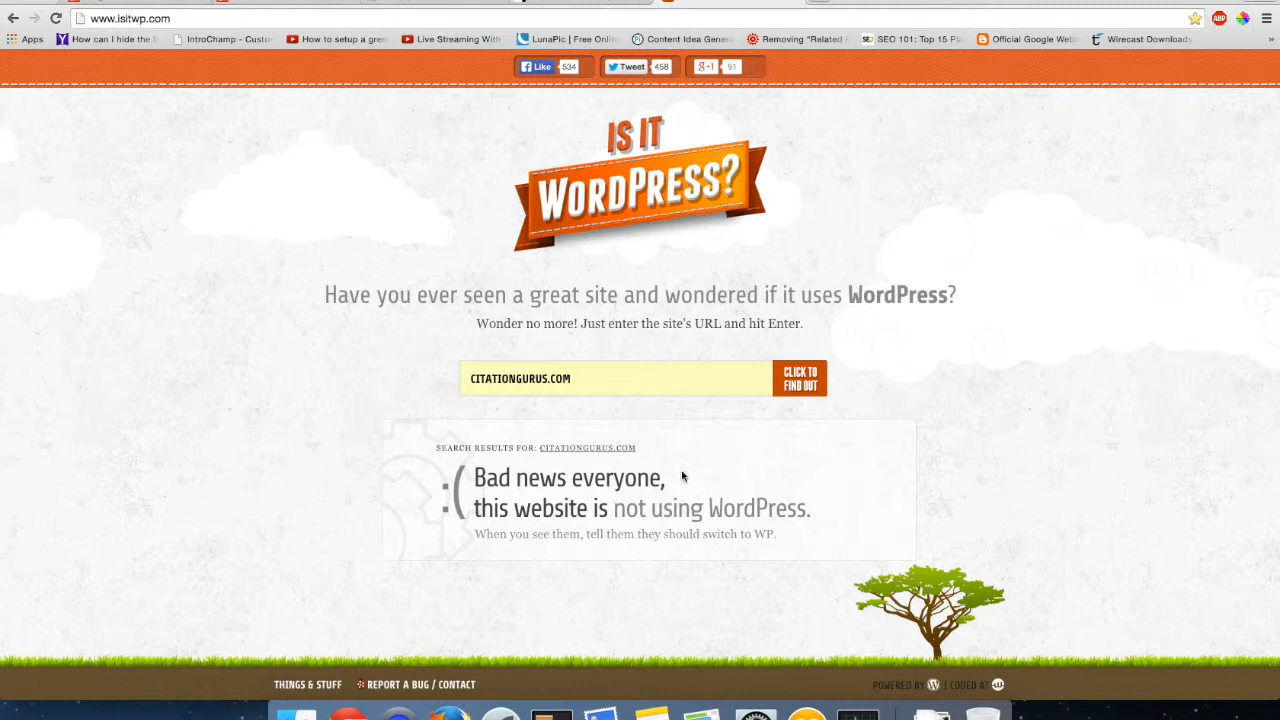 www.isitwp.com
Apps How can I hide the IntroChamp - Custo How to setup a gre Live Streaming With LunaPic | Free Onlin Content Idea Genera Removing "Related SEO 101: Top 15 Pl Official Google Web Wirecast Downloads »
Like 534 Tweet 458 g+1 91
IS IT
WORDPRESS?
Have you ever seen a great site and wondered if it uses WordPress?
Wonder no more! Just enter the site's URL and hit Enter.
CITATIONGURUS.COM
CLICK TO
FIND OUT
SEARCH RESULTS FOR: CITATIONGURUS.COM
:( Bad news everyone,
this website is not using WordPress.
When you see them, tell them they should switch to WP.
THINGS & STUFF REPORT A BUG / CONTACT POWERED BY | CODED AT